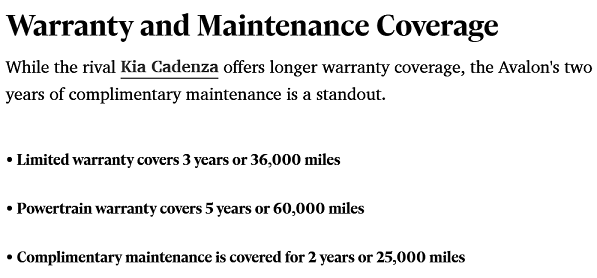 Warranty and Maintenance Coverage
While the rival Kia Cadenza offers longer warranty coverage, the Avalon's two
years of complimentary maintenance is a standout.
• Limited warranty covers 3 years or 36,000 miles
• Powertrain warranty covers 5 years or 60,000 miles
• Complimentary maintenance is covered for 2 years or 25,000 miles